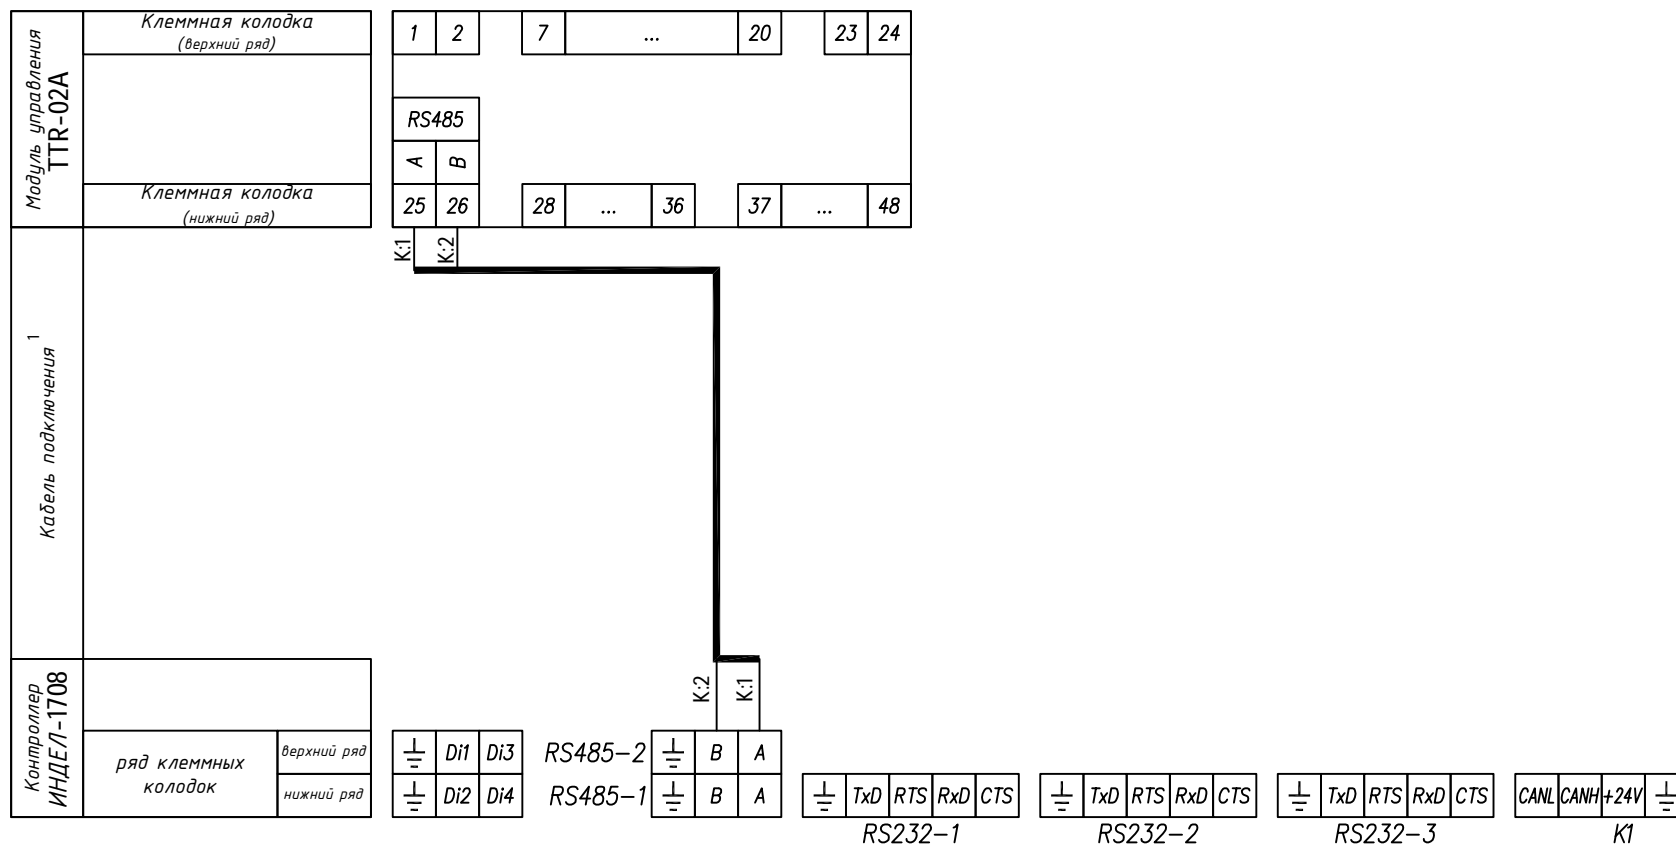 Модуль управления
TTR-02A
Клеммная колодка
(верхний ряд)
1 2 7 ... 20 23 24
RS485
A B
Клеммная колодка
(нижний ряд)
25 26 28 ... 36 37 ... 48
K:1 K:2
Кабель подключения 1
K:2 K:1
Контроллер
ИНДЕЛ-1708
ряд клеммных
колодок
верхний ряд
нижний ряд
Di1 Di3 RS485-2 B A
Di2 Di4 RS485-1 B A
TxD RTS RxD CTS TxD RTS RxD CTS TxD RTS RxD CTS CANL CANH +24V
RS232-1 RS232-2 RS232-3 K1